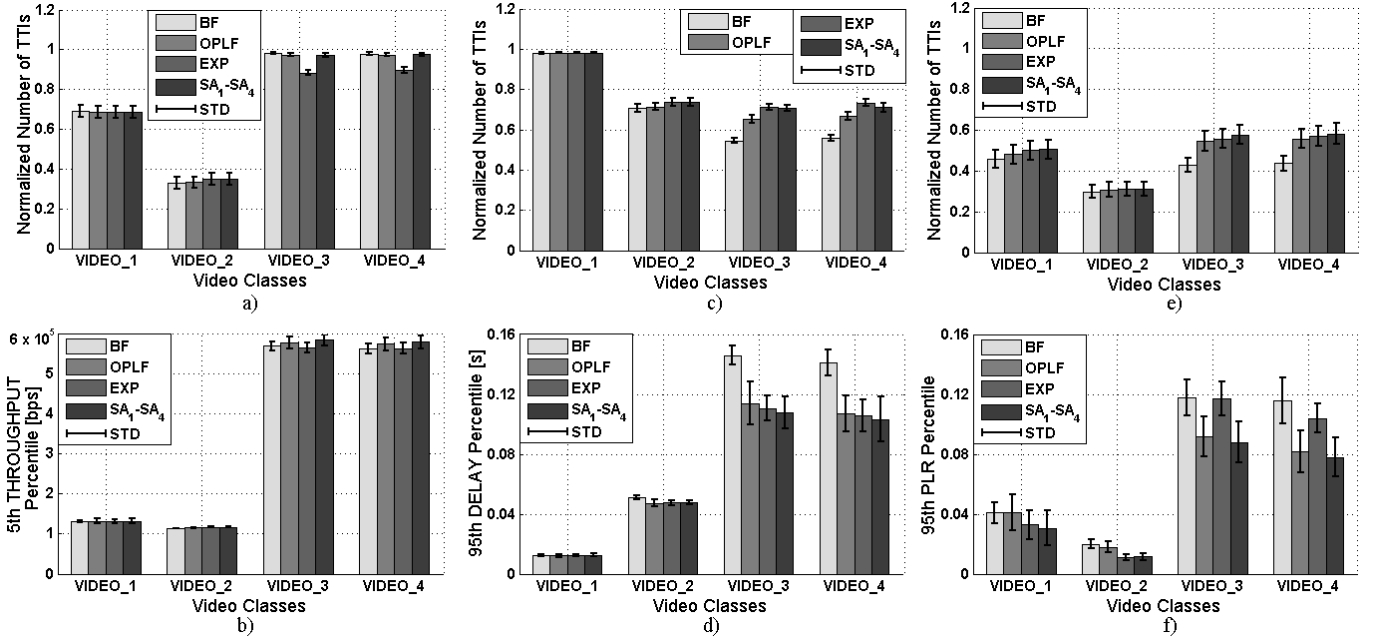 Normalized Number of TTIs
1.2
1
0.8
0.6
0.4
0.2
0
BF
OPLF
EXP
SA₁-SA₄
STD
VIDEO_1 VIDEO_2 VIDEO_3 VIDEO_4
Video Classes
a)
Normalized Number of TTIs
1.2
1
0.8
0.6
0.4
0.2
0
BF
OPLF
EXP
SA₁-SA₄
STD
VIDEO_1 VIDEO_2 VIDEO_3 VIDEO_4
Video Classes
c)
Normalized Number of TTIs
1.2
1
0.8
0.6
0.4
0.2
0
BF
OPLF
EXP
SA₁-SA₄
STD
VIDEO_1 VIDEO_2 VIDEO_3 VIDEO_4
Video Classes
e)
5th THROUGHPUT
Percentile [bps]
6 x 10⁵
5
4
3
2
1
0
BF
OPLF
EXP
SA₁-SA₄
STD
VIDEO_1 VIDEO_2 VIDEO_3 VIDEO_4
Video Classes
b)
95th DELAY Percentile [s]
0.16
0.12
0.08
0.04
0
BF
OPLF
EXP
SA₁-SA₄
STD
VIDEO_1 VIDEO_2 VIDEO_3 VIDEO_4
Video Classes
d)
95th PLR Percentile
0.16
0.12
0.08
0.04
0
BF
OPLF
EXP
SA₁-SA₄
STD
VIDEO_1 VIDEO_2 VIDEO_3 VIDEO_4
Video Classes
f)